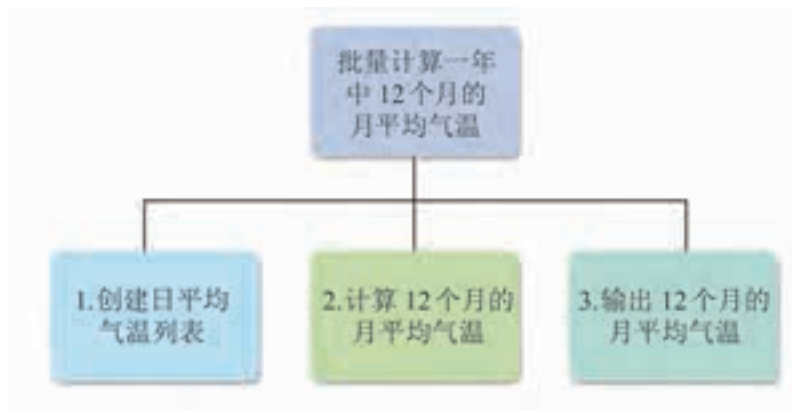 批量计算一年
中12个月的
月平均气温
1.创建日平均
气温列表
2.计算12个月的
月平均气温
3.输出12个月的
月平均气温